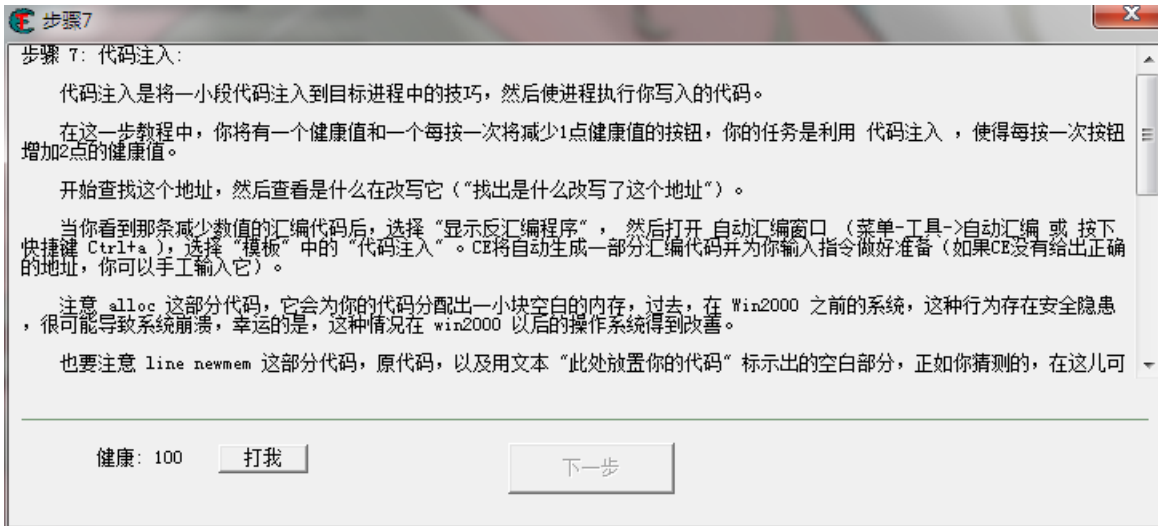 步骤7
步骤 7: 代码注入:
代码注入是将一小段代码注入到目标进程中的技巧，然后使进程执行你写入的代码。
在这一步教程中，你将有一个健康值和一个每按一次将减少1点健康值的按钮，你的任务是利用 代码注入 ，使得每按一次按钮
增加2点的健康值。
开始查找这个地址，然后查看是什么在改写它（"找出是什么改写了这个地址"）。
当你看到那条减少数值的汇编代码后，选择 "显示反汇编程序" ，然后打开 自动汇编窗口 （菜单-工具->自动汇编 或 按下
快捷键 Ctrl+a ），选择 "模板" 中的 "代码注入" 。CE将自动生成一部分汇编代码并为你输入指令做好准备（如果CE没有给出正确
的地址，你可以手工输入它）。
注意 alloc 这部分代码，它会为你的代码分配出一小块空白的内存，过去，在 Win2000 之前的系统，这种行为存在安全隐患
，很可能导致系统崩溃，幸运的是，这种情况在 win2000 以后的操作系统得到改善。
也要注意 line newmem 这部分代码，原代码，以及用文本 "此处放置你的代码" 标示出的空白部分，正如你猜测的，在这儿可
健康: 100 打我 下一步